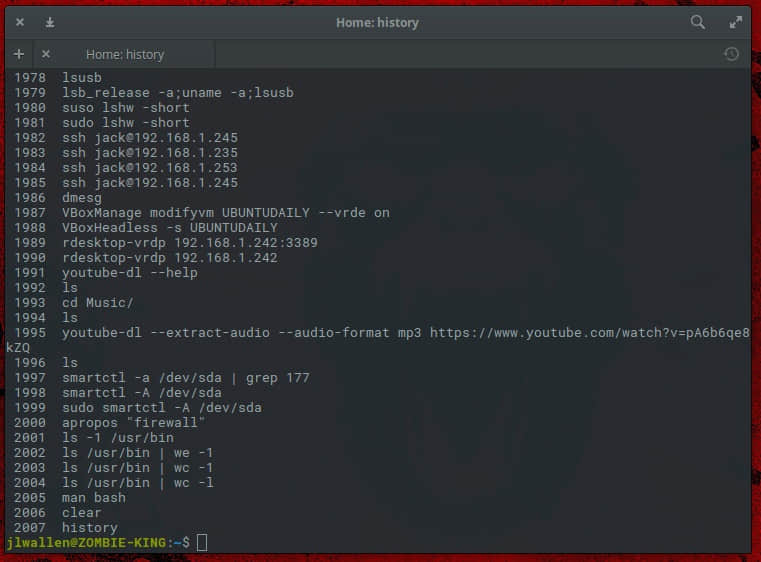 Home: history
Home: history
1978 lsusb
1979 lsb_release -a;uname -a;lsusb
1980 suso lshw -short
1981 sudo lshw -short
1982 ssh jack@192.168.1.245
1983 ssh jack@192.168.1.235
1984 ssh jack@192.168.1.253
1985 ssh jack@192.168.1.245
1986 dmesg
1987 VBoxManage modifyvm UBUNTUDAILY --vrde on
1988 VBoxHeadless -s UBUNTUDAILY
1989 rdesktop-vrdp 192.168.1.242:3389
1990 rdesktop-vrdp 192.168.1.242
1991 youtube-dl --help
1992 ls
1993 cd Music/
1994 ls
1995 youtube-dl --extract-audio --audio-format mp3 https://www.youtube.com/watch?v=pA6b6qe8
kZQ
1996 ls
1997 smartctl -a /dev/sda | grep 177
1998 smartctl -A /dev/sda
1999 sudo smartctl -A /dev/sda
2000 apropos "firewall"
2001 ls -1 /usr/bin
2002 ls /usr/bin | we -1
2003 ls /usr/bin | wc -1
2004 ls /usr/bin | wc -l
2005 man bash
2006 clear
2007 history
jlwallen@ZOMBIE-KING:~$